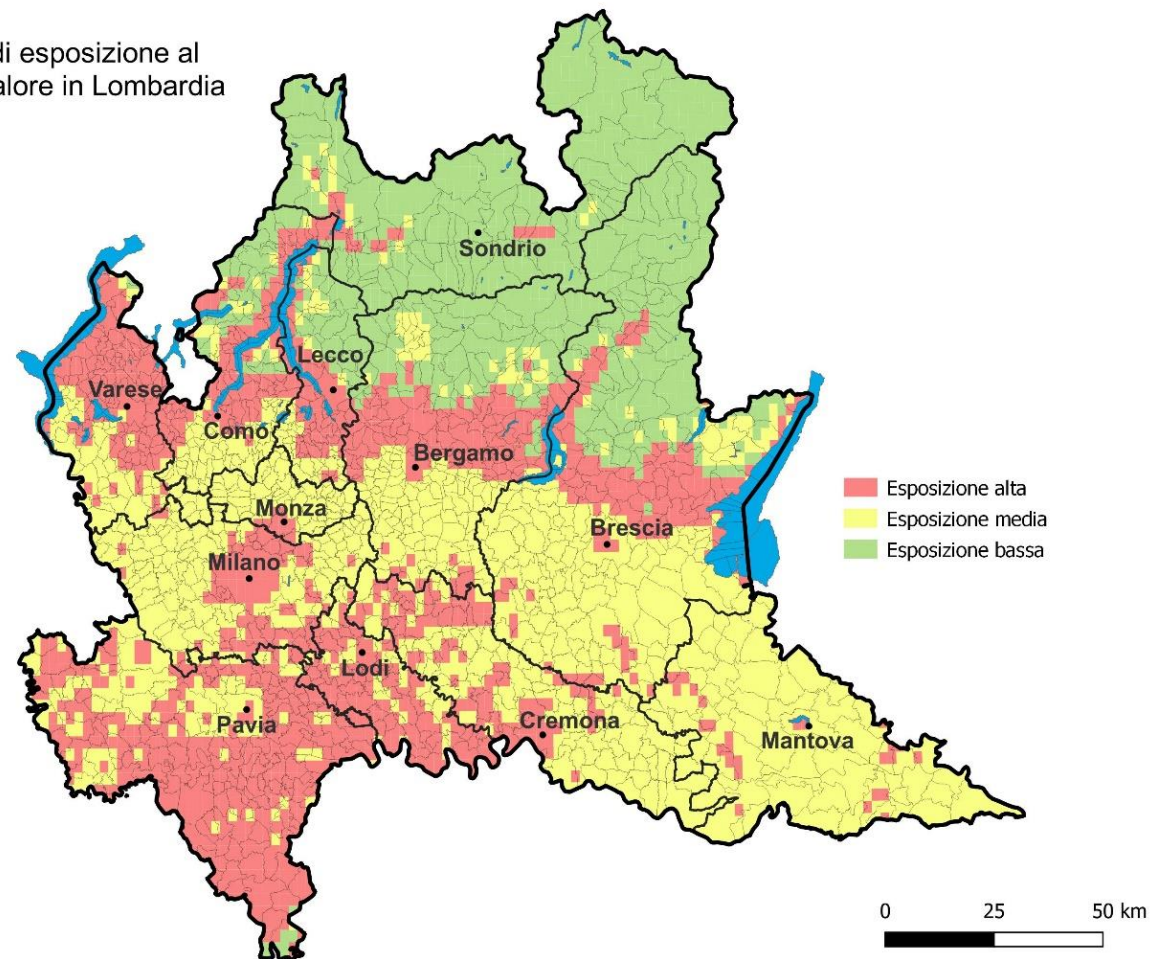 di esposizione al
alore in Lombardia
Sondrio
Lecco
Varese
Como
Bergamo
Monza
Brescia
Milano
Lodi
Pavia
Cremona
Mantova
Esposizione alta
Esposizione media
Esposizione bassa
0 25 50 km